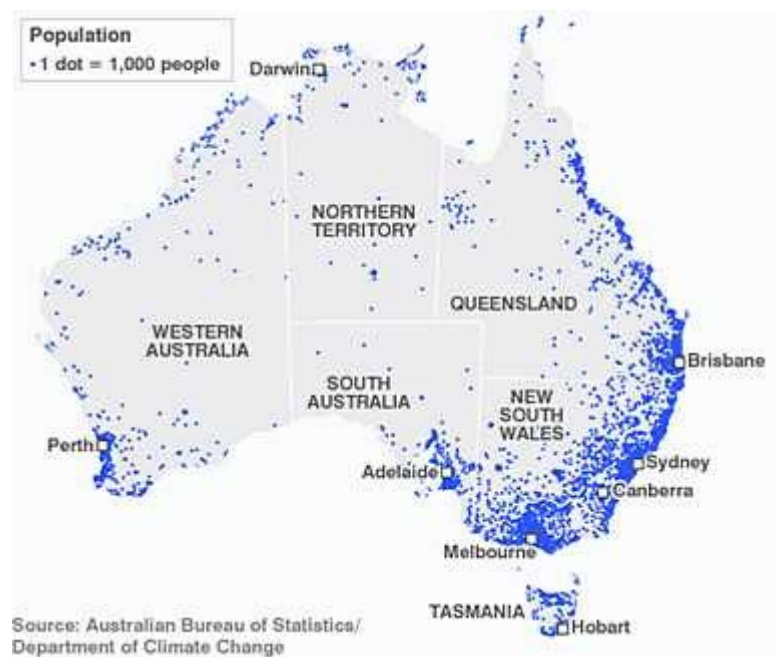 Population
• 1 dot = 1,000 people
Darwin
NORTHERN
TERRITORY
QUEENSLAND
WESTERN
AUSTRALIA
Brisbane
SOUTH
AUSTRALIA
NEW
SOUTH
WALES
Perth
Adelaide
Sydney
Canberra
Melbourne
TASMANIA
Hobart
Source: Australian Bureau of Statistics/
Department of Climate Change